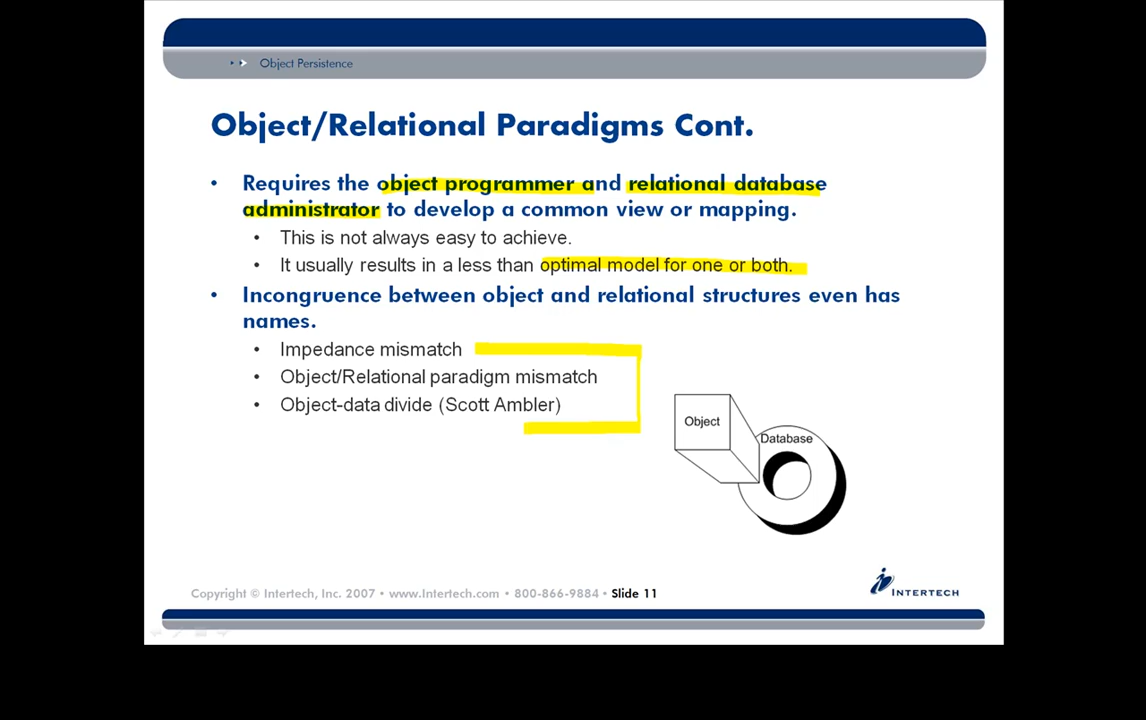 Object Persistence
Object/Relational Paradigms Cont.
• Requires the object programmer and relational database
administrator to develop a common view or mapping.
• This is not always easy to achieve.
• It usually results in a less than optimal model for one or both.
• Incongruence between object and relational structures even has
names.
• Impedance mismatch
• Object/Relational paradigm mismatch
• Object-data divide (Scott Ambler)
Object
Database
Copyright © Intertech, Inc. 2007 • www.Intertech.com • 800-866-9884 • Slide 11
INTERTECH